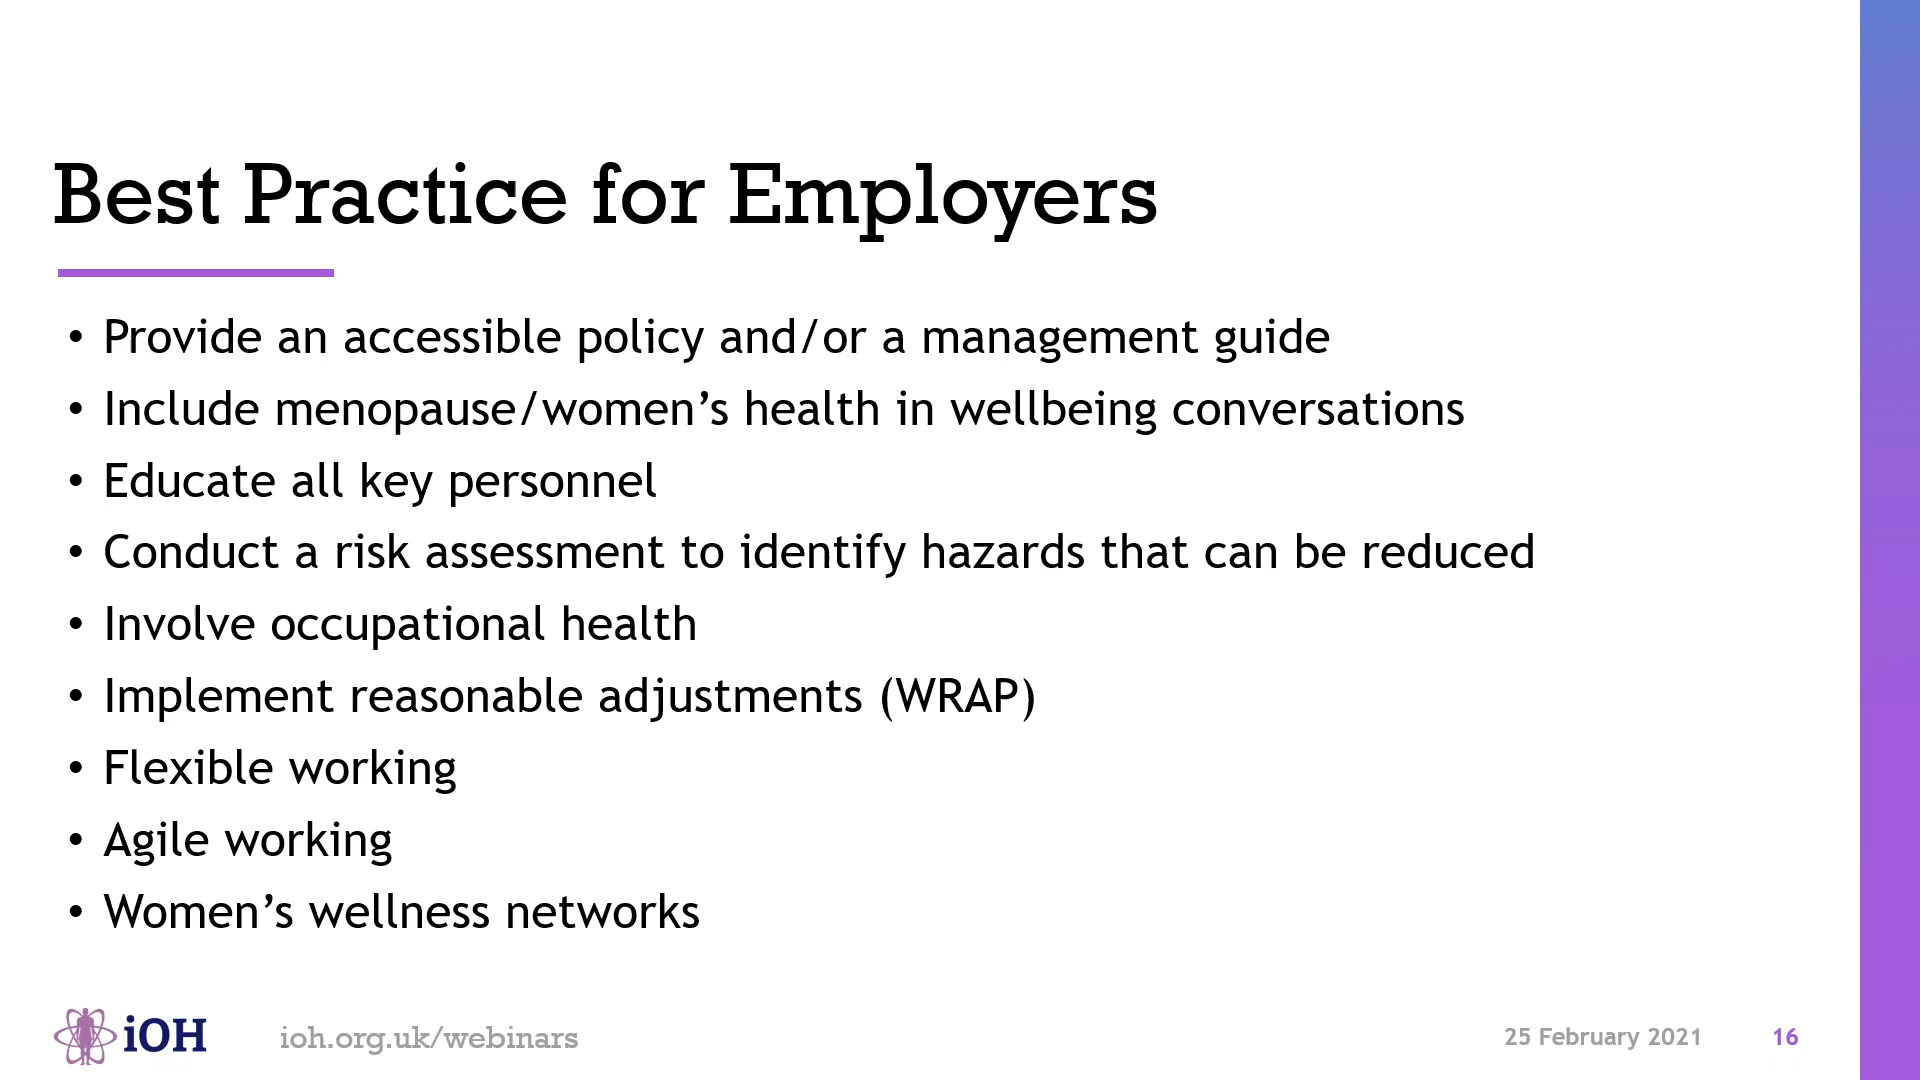 Best Practice for Employers
• Provide an accessible policy and/or a management guide
• Include menopause/women’s health in wellbeing conversations
• Educate all key personnel
• Conduct a risk assessment to identify hazards that can be reduced
• Involve occupational health
• Implement reasonable adjustments (WRAP)
• Flexible working
• Agile working
• Women’s wellness networks
iOH
ioh.org.uk/webinars
25 February 2021
16